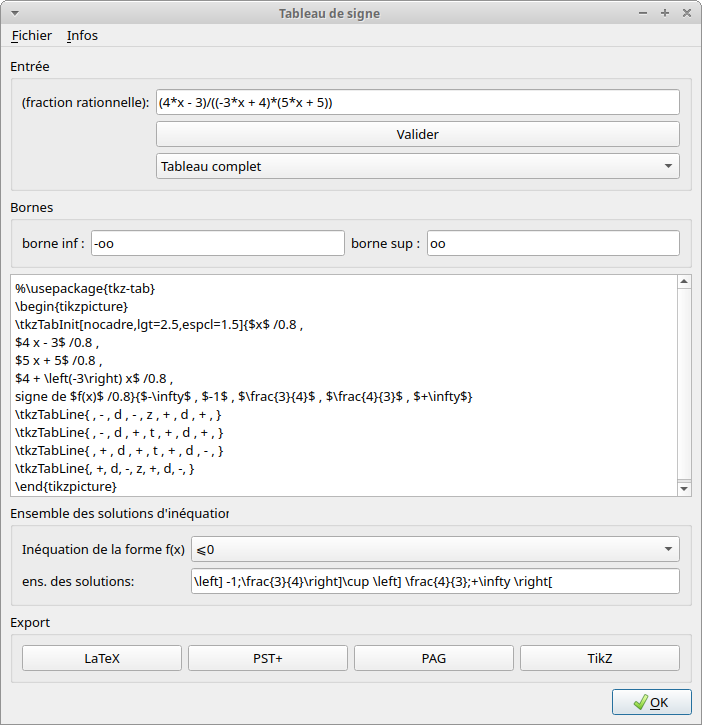 Tableau de signe
Fichier Infos
Entrée
(fraction rationnelle): (4*x - 3)/((-3*x + 4)*(5*x + 5))
Valider
Tableau complet
Bornes
borne inf : -oo borne sup : oo
%\usepackage{tkz-tab}
\begin{tikzpicture}
\tkzTabInit[nocadre,lgt=2.5,espcl=1.5]{$x$ /0.8 ,
$4 x - 3$ /0.8 ,
$5 x + 5$ /0.8 ,
$4 + \left(-3\right) x$ /0.8 ,
signe de $f(x)$ /0.8}{$-\infty$ , $-1$ , $\frac{3}{4}$ , $\frac{4}{3}$ , $+\infty$}
\tkzTabLine{ , - , d , - , z , + , d , + , }
\tkzTabLine{ , - , d , + , t , + , d , + , }
\tkzTabLine{ , + , d , + , t , + , d , - , }
\tkzTabLine{, +, d, -, z, +, d, -, }
\end{tikzpicture}
Ensemble des solutions d'inéquation
Inéquation de la forme f(x) ⩽0
ens. des solutions: \left] -1;\frac{3}{4}\right]\cup \left] \frac{4}{3};+\infty \right[
Export
LaTeX PST+ PAG TikZ
OK